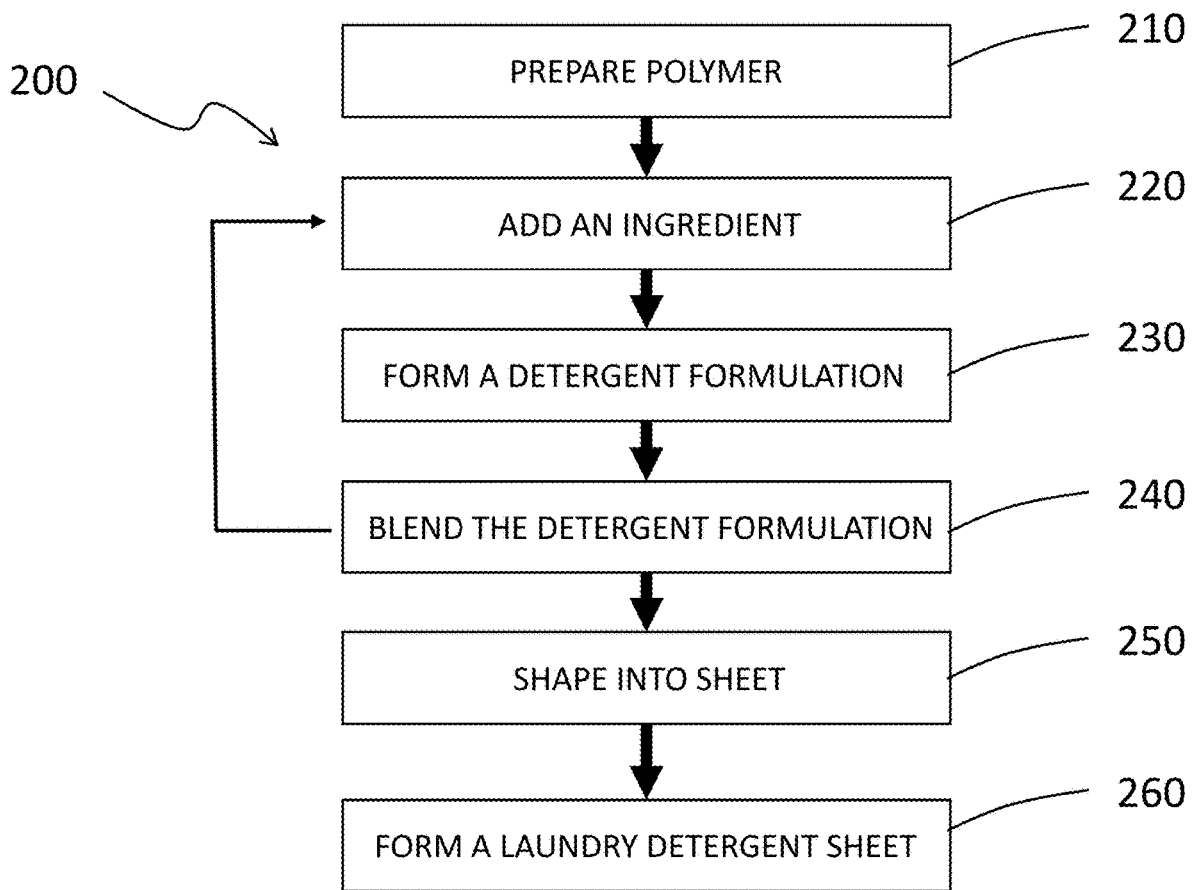 210
PREPARE POLYMER
200
220
ADD AN INGREDIENT
230
FORM A DETERGENT FORMULATION
240
BLEND THE DETERGENT FORMULATION
250
SHAPE INTO SHEET
260
FORM A LAUNDRY DETERGENT SHEET